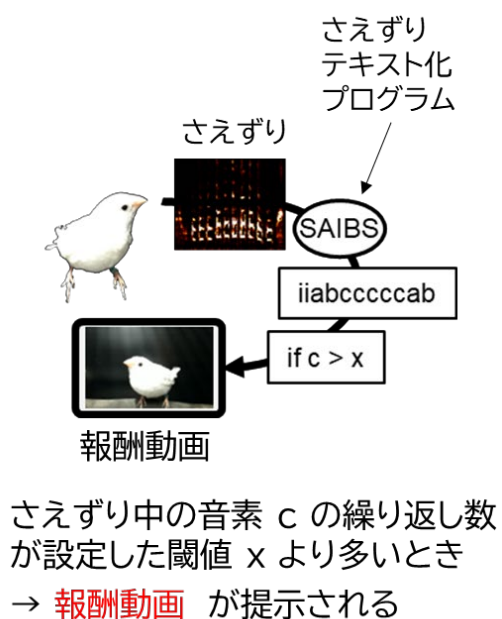 さえずり
テキスト化
プログラム
さえずり
SAIBS
iiabcccccab
if c > x
報酬動画
さえずり中の音素 c の繰り返し数
が設定した閾値 x より多いとき
→ 報酬動画 が提示される